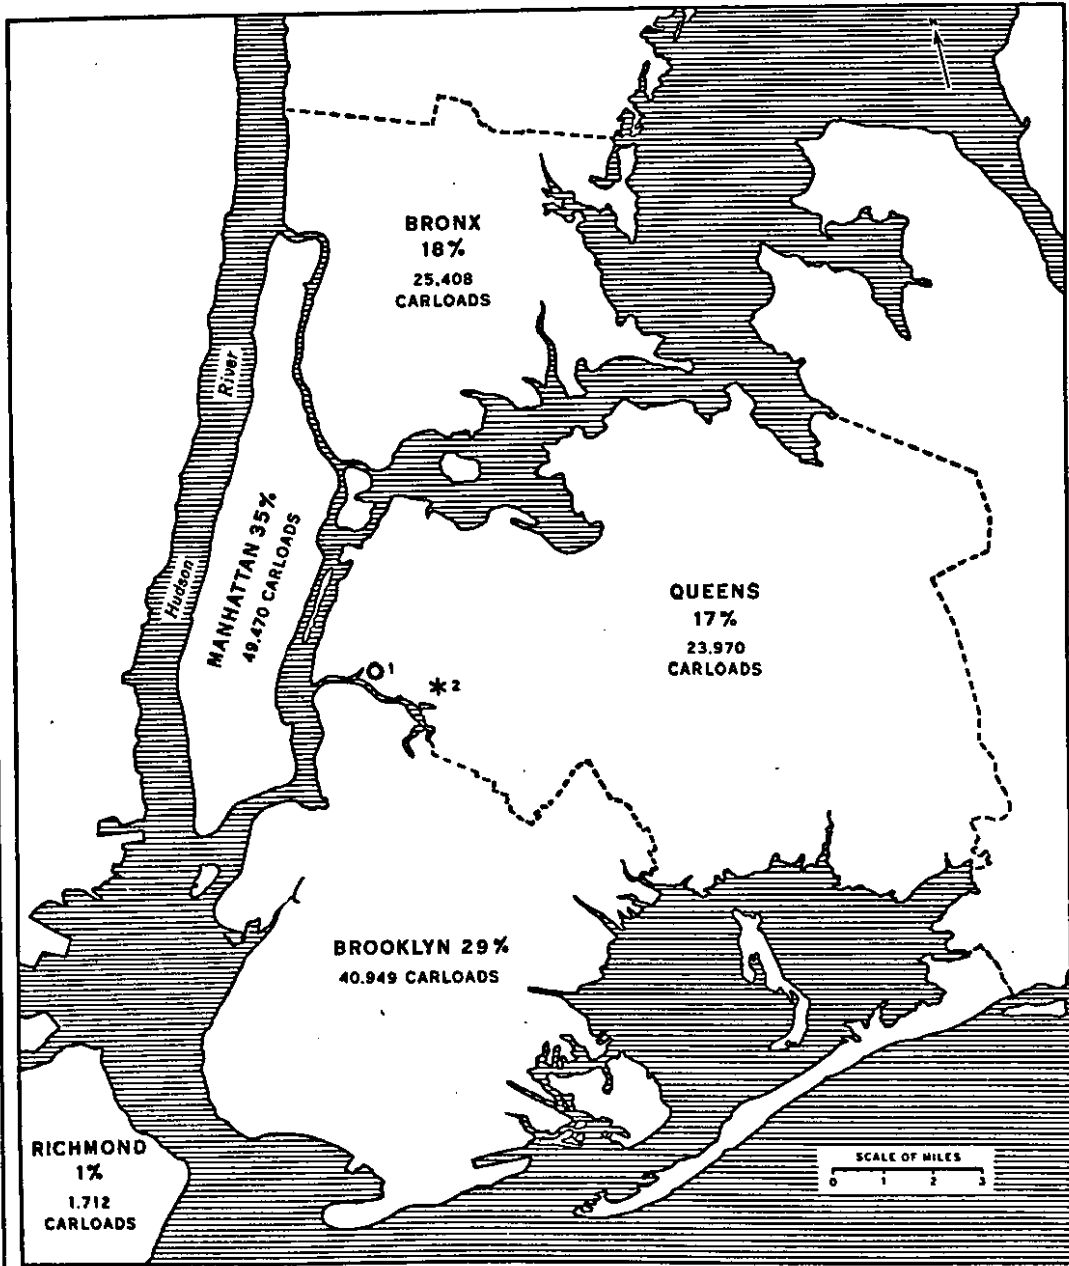 N
BRONX
18%
25,408
CARLOADS
River
Hudson
MANHATTAN 35%
49,470 CARLOADS
QUEENS
17%
23,970
CARLOADS
1
* 2
BROOKLYN 29%
40,949 CARLOADS
RICHMOND
1%
1,712
CARLOADS
SCALE OF MILES
0 1 2 3